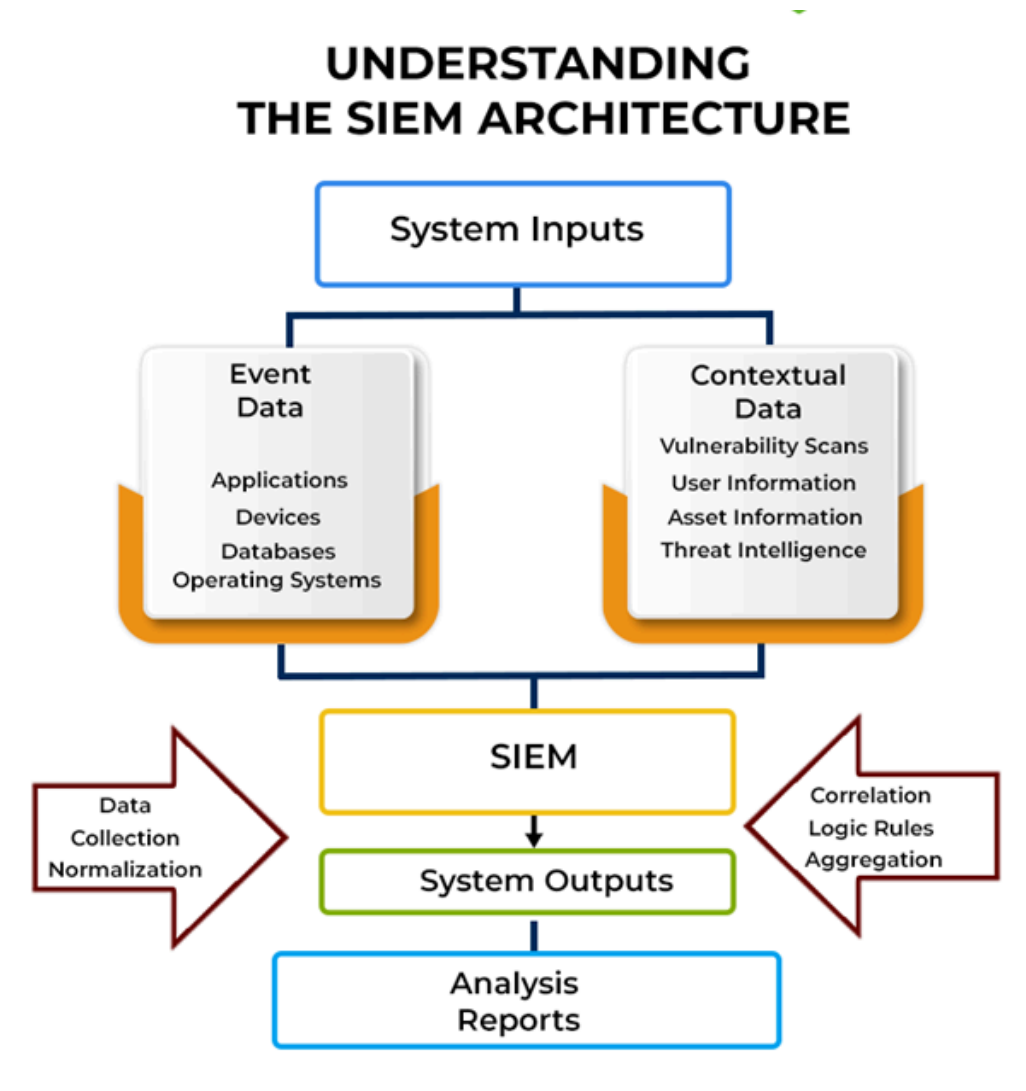 UNDERSTANDING
THE SIEM ARCHITECTURE
System Inputs
Event
Data
Applications
Devices
Databases
Operating Systems
Contextual
Data
Vulnerability Scans
User Information
Asset Information
Threat Intelligence
SIEM
Data
Collection
Normalization
Correlation
Logic Rules
Aggregation
System Outputs
Analysis
Reports